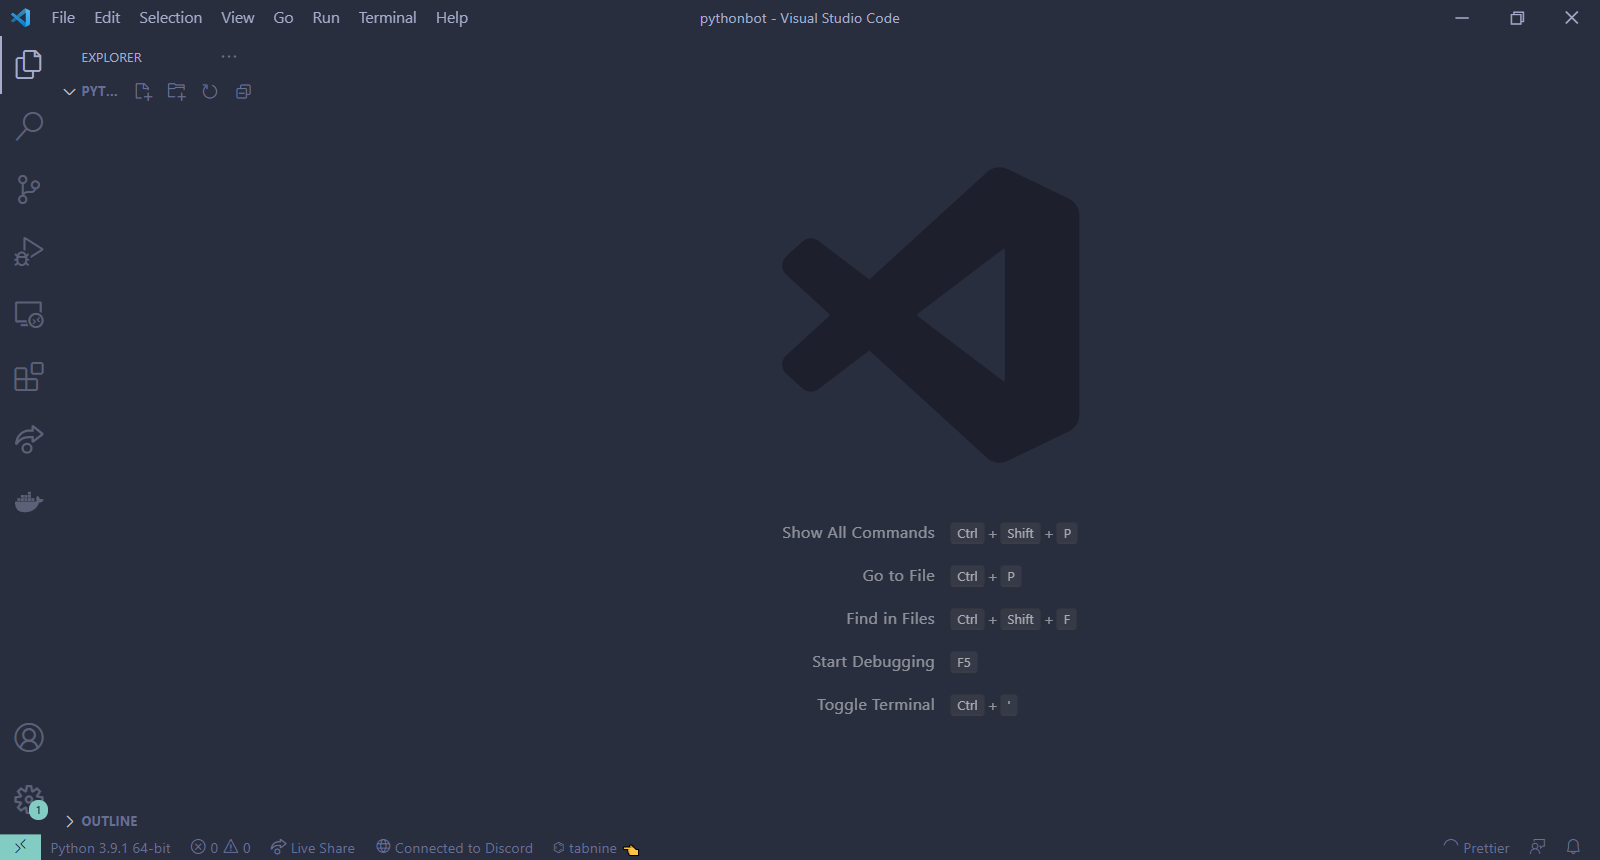 File Edit Selection View Go Run Terminal Help pythonbot - Visual Studio Code
EXPLORER ...
PYT...
Show All Commands Ctrl + Shift + P
Go to File Ctrl + P
Find in Files Ctrl + Shift + F
Start Debugging F5
Toggle Terminal Ctrl + '
1
OUTLINE
Python 3.9.1 64-bit 0 0 Live Share Connected to Discord tabnine Prettier